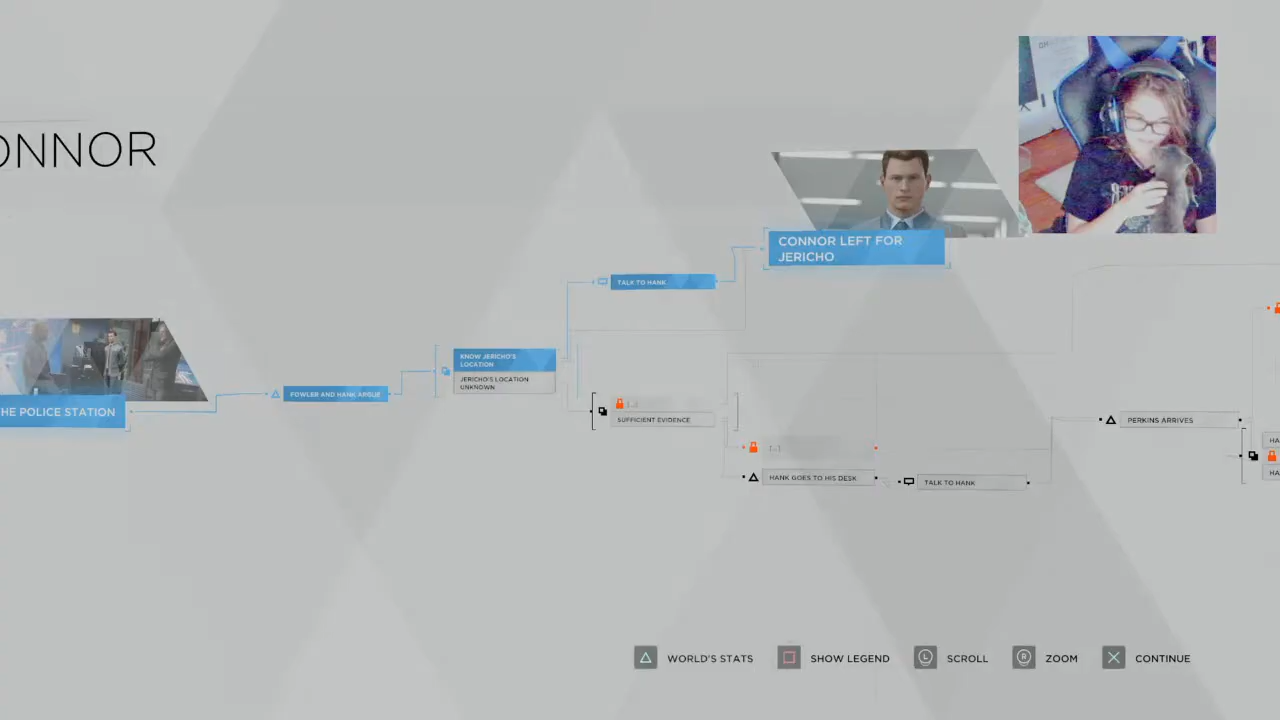 ONNOR
CONNOR LEFT FOR
JERICHO
TALK TO HANK
KNOW JERICHO'S
LOCATION
JERICHO'S LOCATION
UNKNOWN
FOWLER AND HANK ARGUE
HE POLICE STATION
[...]
SUFFICIENT EVIDENCE
[...]
HANK GOES TO HIS DESK
TALK TO HANK
PERKINS ARRIVES
HA
HA
WORLD'S STATS
SHOW LEGEND
L
SCROLL
R
ZOOM
CONTINUE